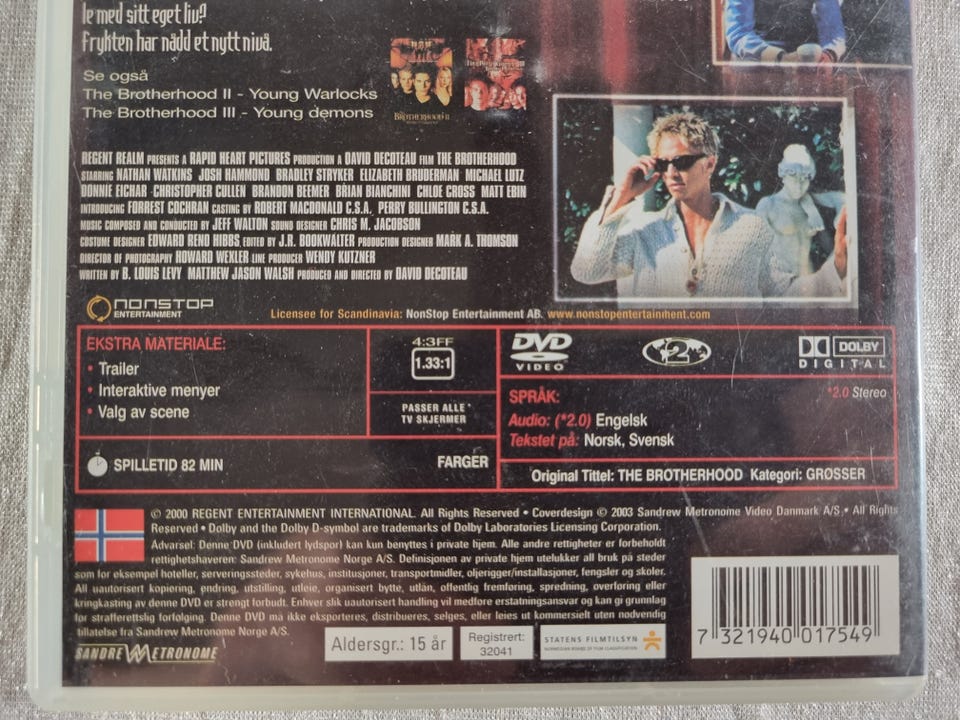 le med sitt eget liv?
Frykten har nådd et nytt nivå.
Se også
The Brotherhood II - Young Warlocks
The Brotherhood III - Young demons
BROTHERHOOD II
REGENT REALM PRESENTS A RAPID HEART PICTURES PRODUCTION A DAVID DECOTEAU FILM THE BROTHERHOOD
STARRING NATHAN WATKINS JOSH HAMMOND BRADLEY STRYKER ELIZABETH BRUDERMAN MICHAEL LUTZ
DONNIE EICHAR CHRISTOPHER CULLEN BRANDON BEEMER BRIAN BIANCHINI CHLOE CROSS MATT EBIN
INTRODUCING FORREST COCHRAN CASTING BY ROBERT MACDONALD C.S.A. PERRY BULLINGTON C.S.A.
MUSIC COMPOSED AND CONDUCTED BY JEFF WALTON SOUND DESIGNER CHRIS M. JACOBSON
COSTUME DESIGNER EDWARD RENO HIBBS EDITED BY J.R. BOOKWALTER PRODUCTION DESIGNER MARK A. THOMSON
DIRECTOR OF PHOTOGRAPHY HOWARD WEXLER LINE PRODUCER WENDY KUTZNER
WRITTEN BY B. LOUIS LEVY MATTHEW JASON WALSH PRODUCED AND DIRECTED BY DAVID DECOTEAU
NONSTOP
ENTERTAINMENT
Licensee for Scandinavia: NonStop Entertainment AB. www.nonstopentertainment.com
EKSTRA MATERIALE:
• Trailer
• Interaktive menyer
• Valg av scene
4:3FF
1.33:1
PASSER ALLE
TV SKJERMER
SPILLETID 82 MIN
FARGER
DVD
VIDEO
2
DOLBY
DIGITAL
SPRÅK:
*2.0 Stereo
Audio: (*2.0) Engelsk
Tekstet på: Norsk, Svensk
Original Tittel: THE BROTHERHOOD Kategori: GRØSSER
© 2000 REGENT ENTERTAINMENT INTERNATIONAL. All Rights Reserved • Coverdesign © 2003 Sandrew Metronome Video Danmark A/S • All Rights
Reserved • Dolby and the Dolby D-symbol are trademarks of Dolby Laboratories Licensing Corporation.
Advarsel: Denne DVD (inkludert lydspor) kan kun benyttes i private hjem. Alle andre rettigheter er forbeholdt
rettighetshaveren: Sandrew Metronome Norge A/S. Definisjonen av private hjem utelukker all bruk på steder
som for eksempel hoteller, serveringssteder, sykehus, institusjoner, transportmidler, oljerigger/installasjoner, fengsler og skoler.
All uautorisert kopiering, endring, utstilling, utleie, organisert bytte, utlån, offentlig fremføring, spredning, overføring eller
kringkasting av denne DVD er strengt forbudt. Enhver slik uautorisert handling vil medføre erstatningsansvar og kan gi grunnlag
for strafferettslig forfølging. Denne DVD må ikke eksporteres, distribueres, selges, eller leies ut kommersielt uten nødvendig
tillatelse fra Sandrew Metronome Norge A/S.
SANDREW METRONOME
Aldersgr.: 15 år
Registrert:
32041
STATENS FILMTILSYN
NORWEGIAN BOARD OF FILM CLASSIFICATION
7 321940 017549